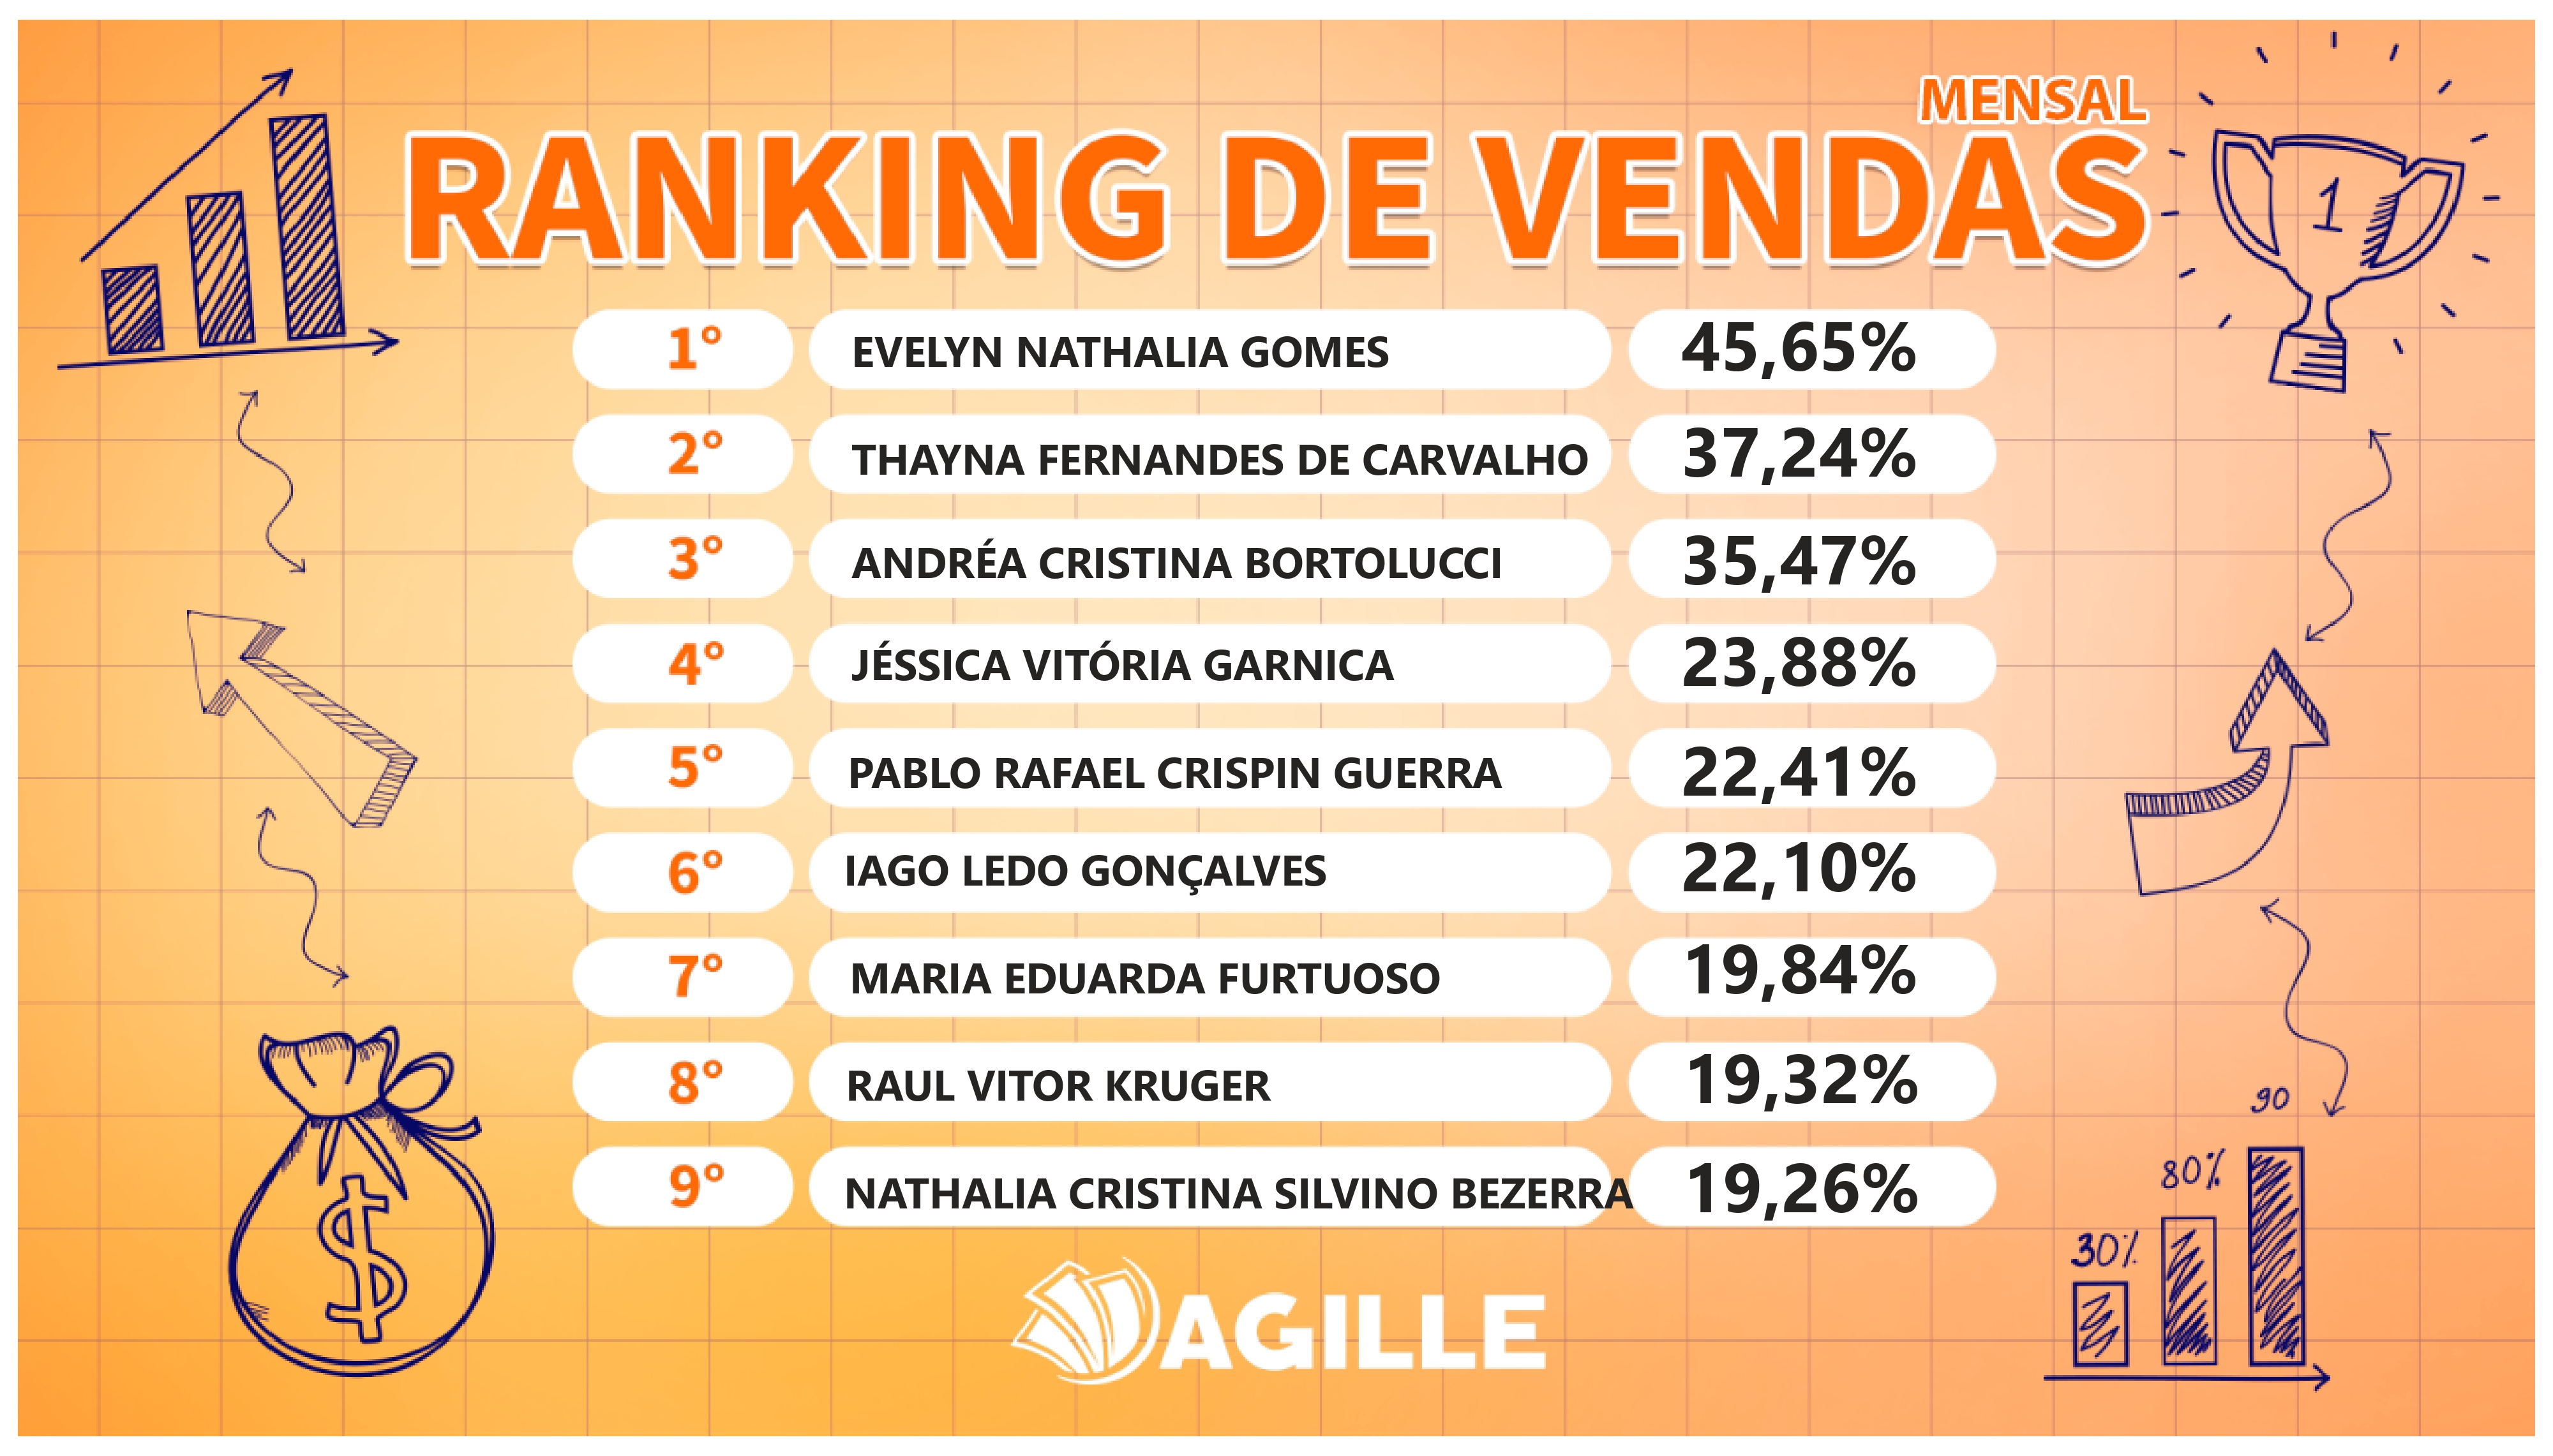 MENSAL
RANKING DE VENDAS
1
1° EVELYN NATHALIA GOMES 45,65%
2° THAYNA FERNANDES DE CARVALHO 37,24%
3° ANDRÉA CRISTINA BORTOLUCCI 35,47%
4° JÉSSICA VITÓRIA GARNICA 23,88%
5° PABLO RAFAEL CRISPIN GUERRA 22,41%
6° IAGO LEDO GONÇALVES 22,10%
7° MARIA EDUARDA FURTUOSO 19,84%
8° RAUL VITOR KRUGER 19,32%
9° NATHALIA CRISTINA SILVINO BEZERRA 19,26%
$
30%
80%
90
AGILLE